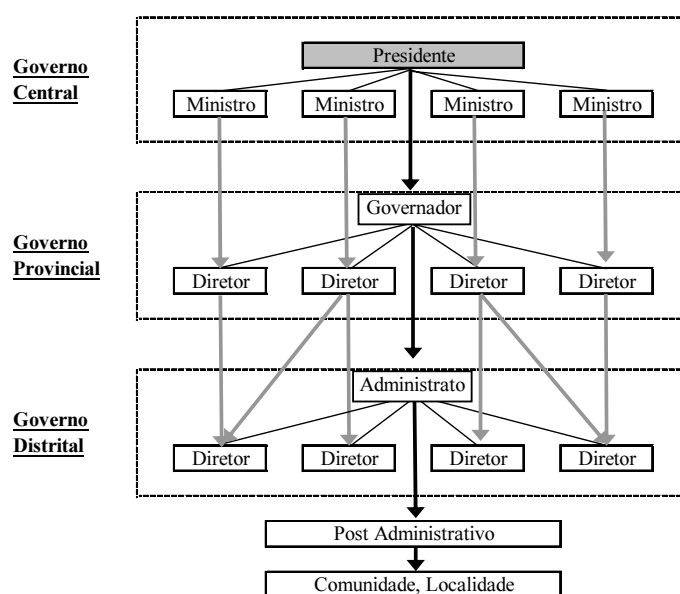 Presidente
Governo
Central
Ministro
Ministro
Ministro
Ministro
Governador
Governo
Provincial
Diretor
Diretor
Diretor
Diretor
Administrato
Governo
Distrital
Diretor
Diretor
Diretor
Diretor
Post Administrativo
Comunidade, Localidade